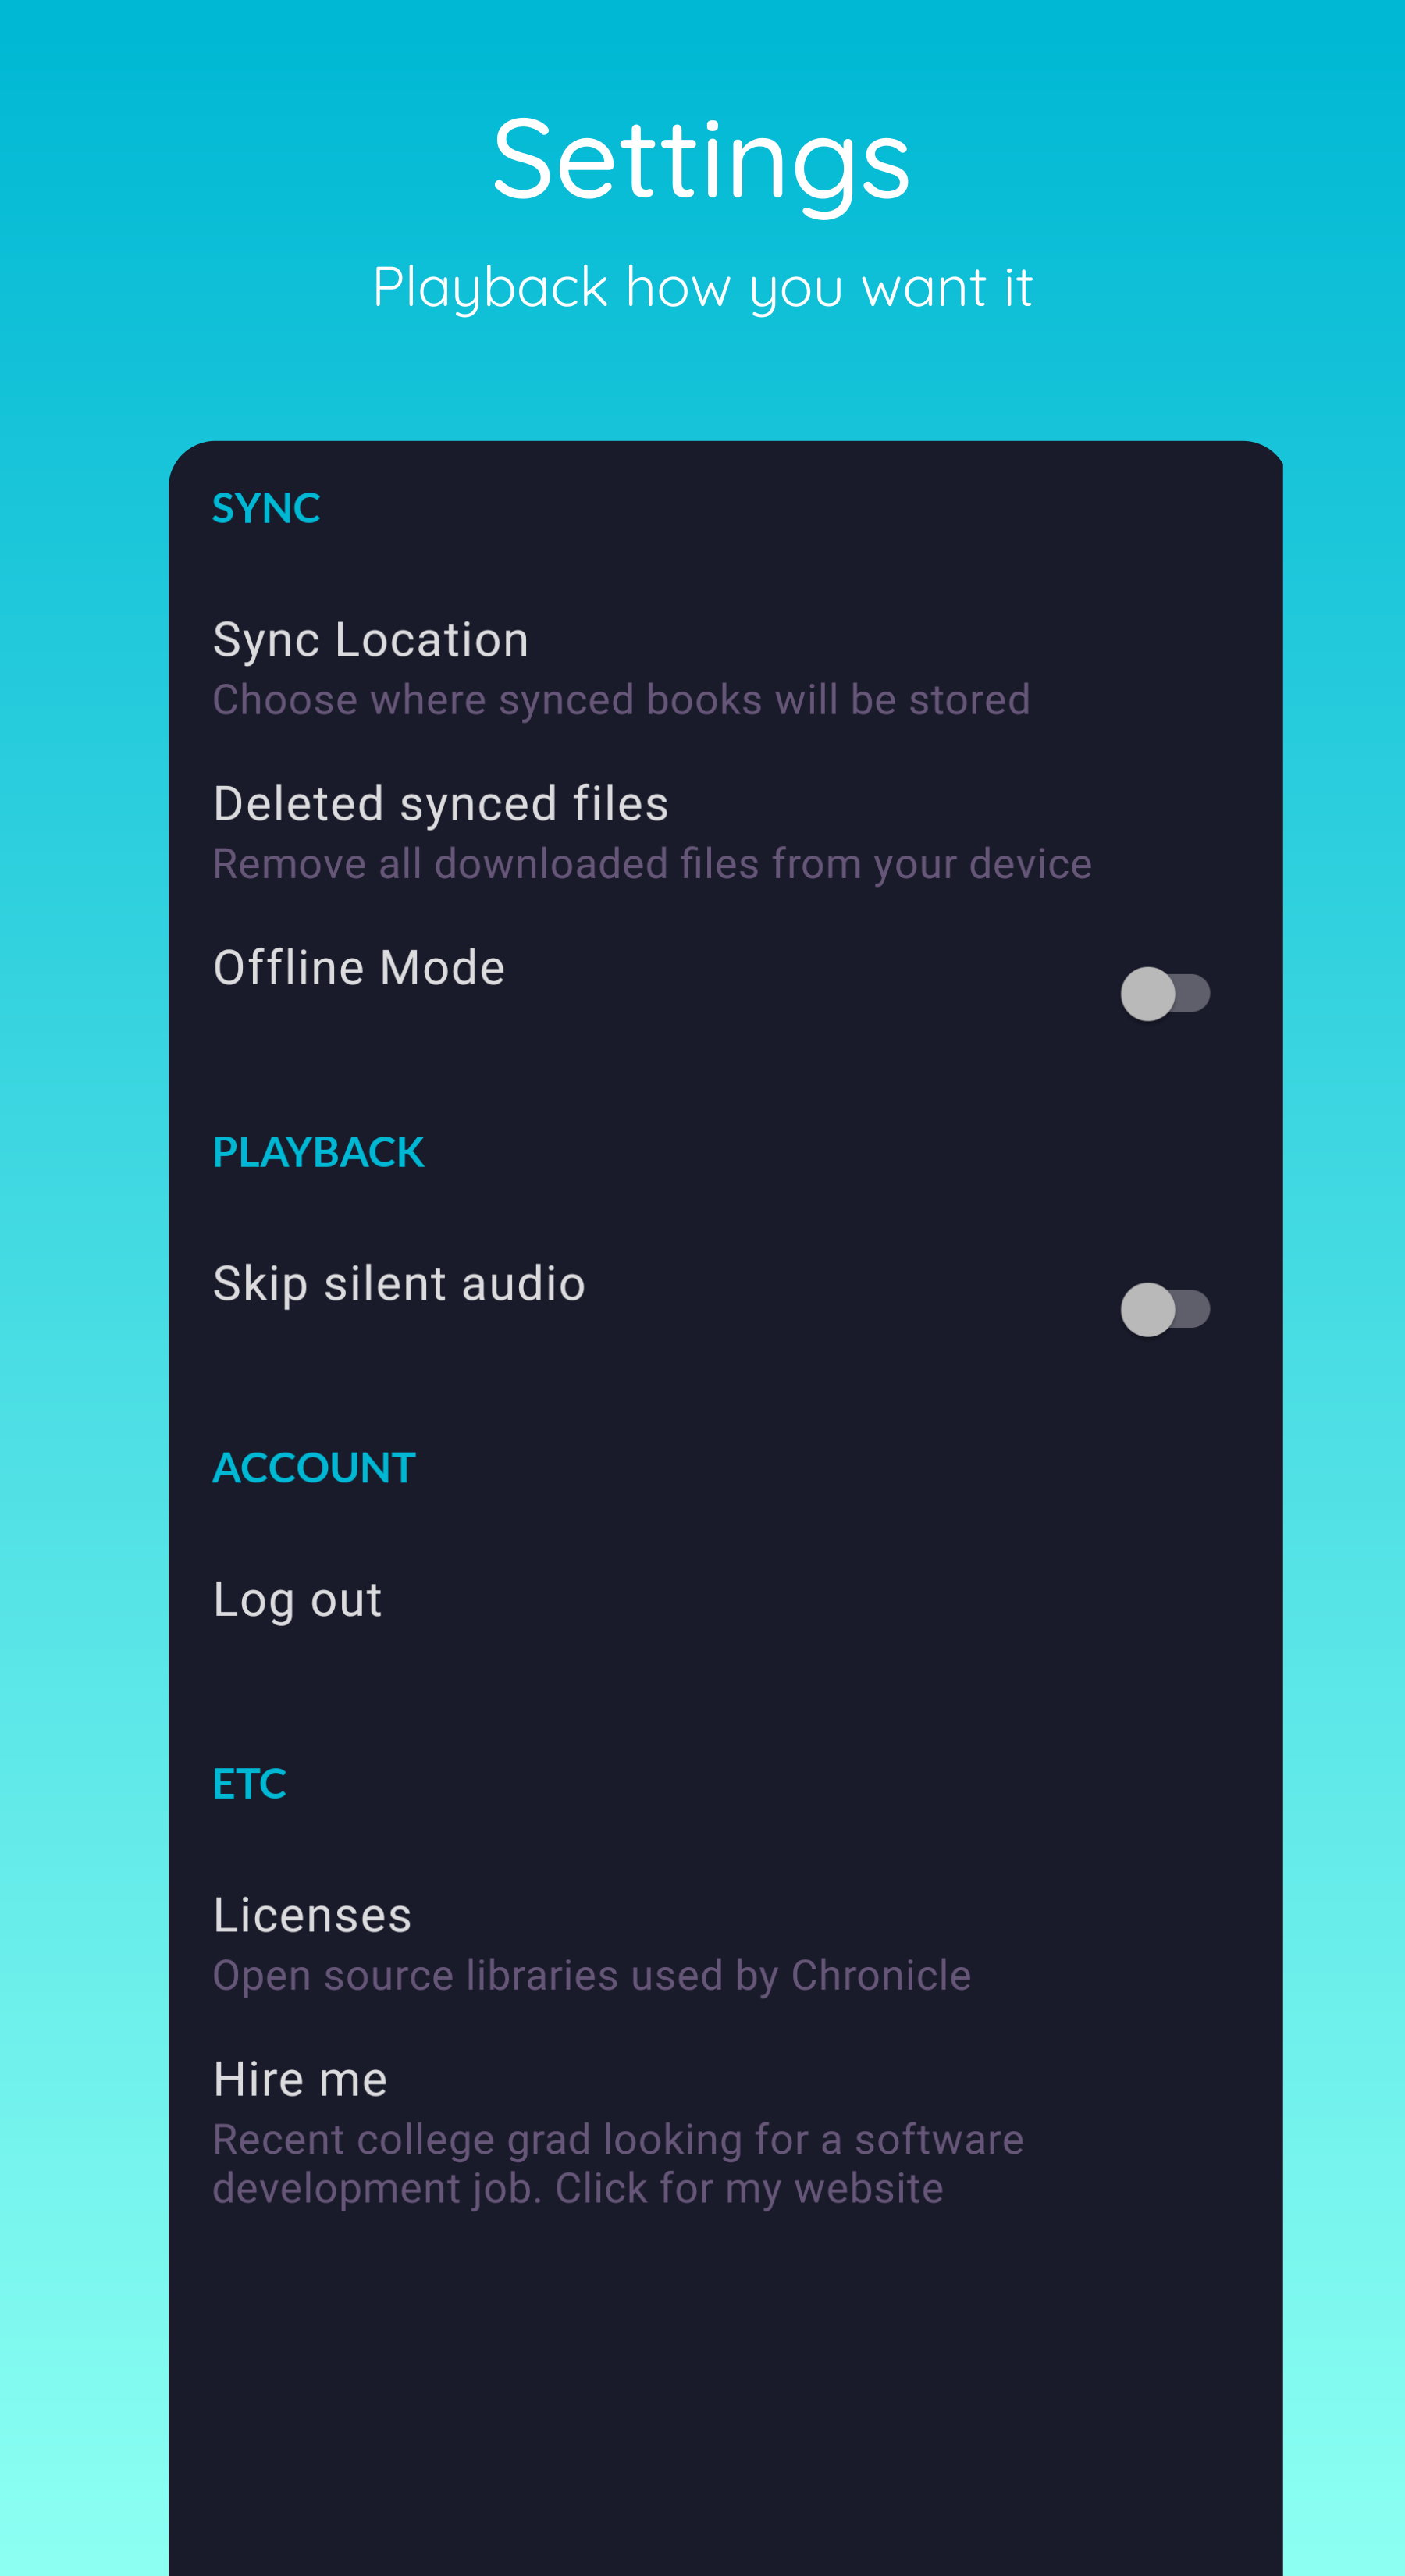 Settings
Playback how you want it
SYNC
Sync Location
Choose where synced books will be stored
Deleted synced files
Remove all downloaded files from your device
Offline Mode
PLAYBACK
Skip silent audio
ACCOUNT
Log out
ETC
Licenses
Open source libraries used by Chronicle
Hire me
Recent college grad looking for a software
development job. Click for my website